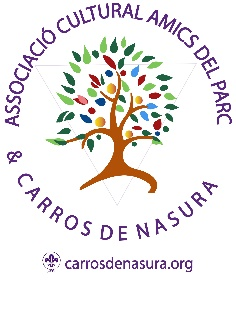 ASSOCIACIÓ CULTURAL AMICS DEL PARC
& CARROS DE NASURA
carrosdenasura.org